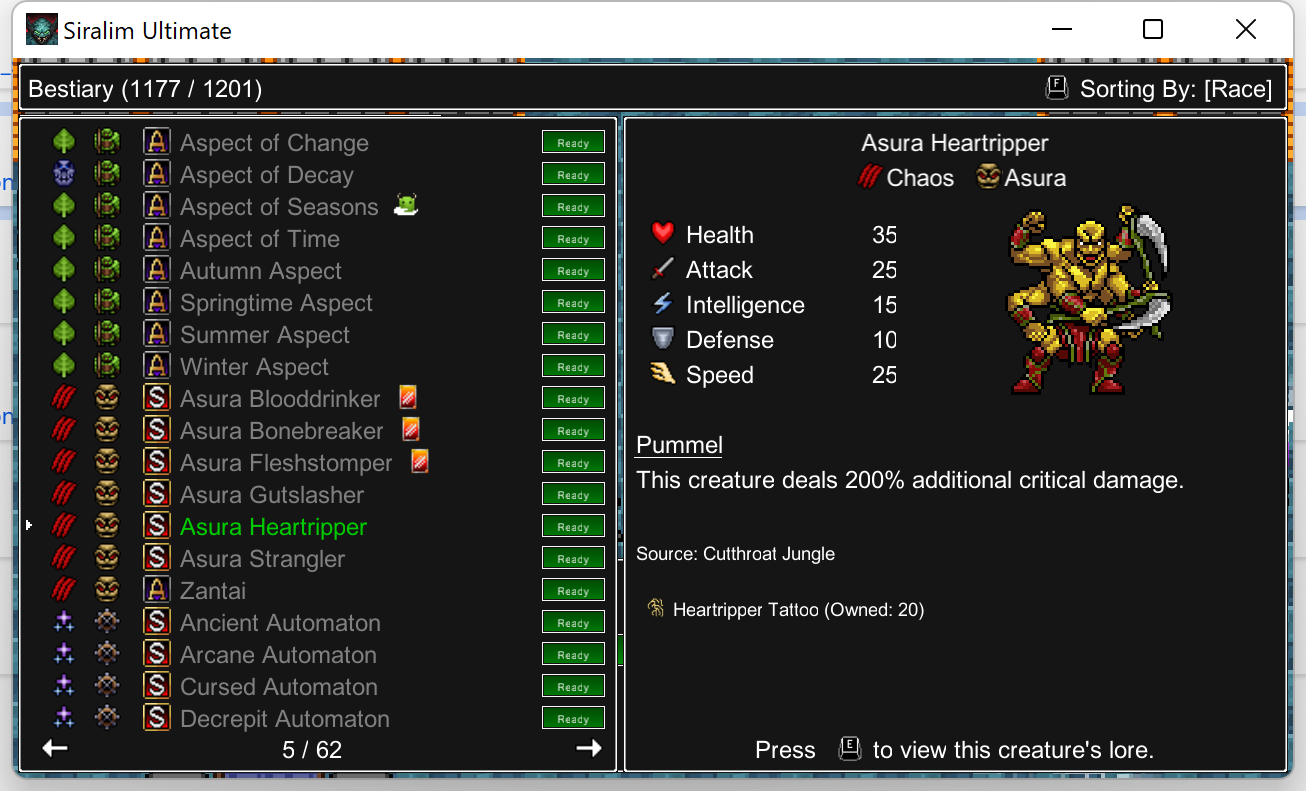 Siralim Ultimate
Bestiary (1177 / 1201)
F Sorting By: [Race]
A Aspect of Change Ready
A Aspect of Decay Ready
A Aspect of Seasons Ready
A Aspect of Time Ready
A Autumn Aspect Ready
A Springtime Aspect Ready
A Summer Aspect Ready
A Winter Aspect Ready
S Asura Blooddrinker Ready
S Asura Bonebreaker Ready
S Asura Fleshstomper Ready
S Asura Gutslasher Ready
S Asura Heartripper Ready
S Asura Strangler Ready
A Zantai Ready
S Ancient Automaton Ready
S Arcane Automaton Ready
S Cursed Automaton Ready
S Decrepit Automaton Ready
5 / 62
Asura Heartripper
Chaos Asura
Health 35
Attack 25
Intelligence 15
Defense 10
Speed 25
Pummel
This creature deals 200% additional critical damage.
Source: Cutthroat Jungle
Heartripper Tattoo (Owned: 20)
Press E to view this creature's lore.